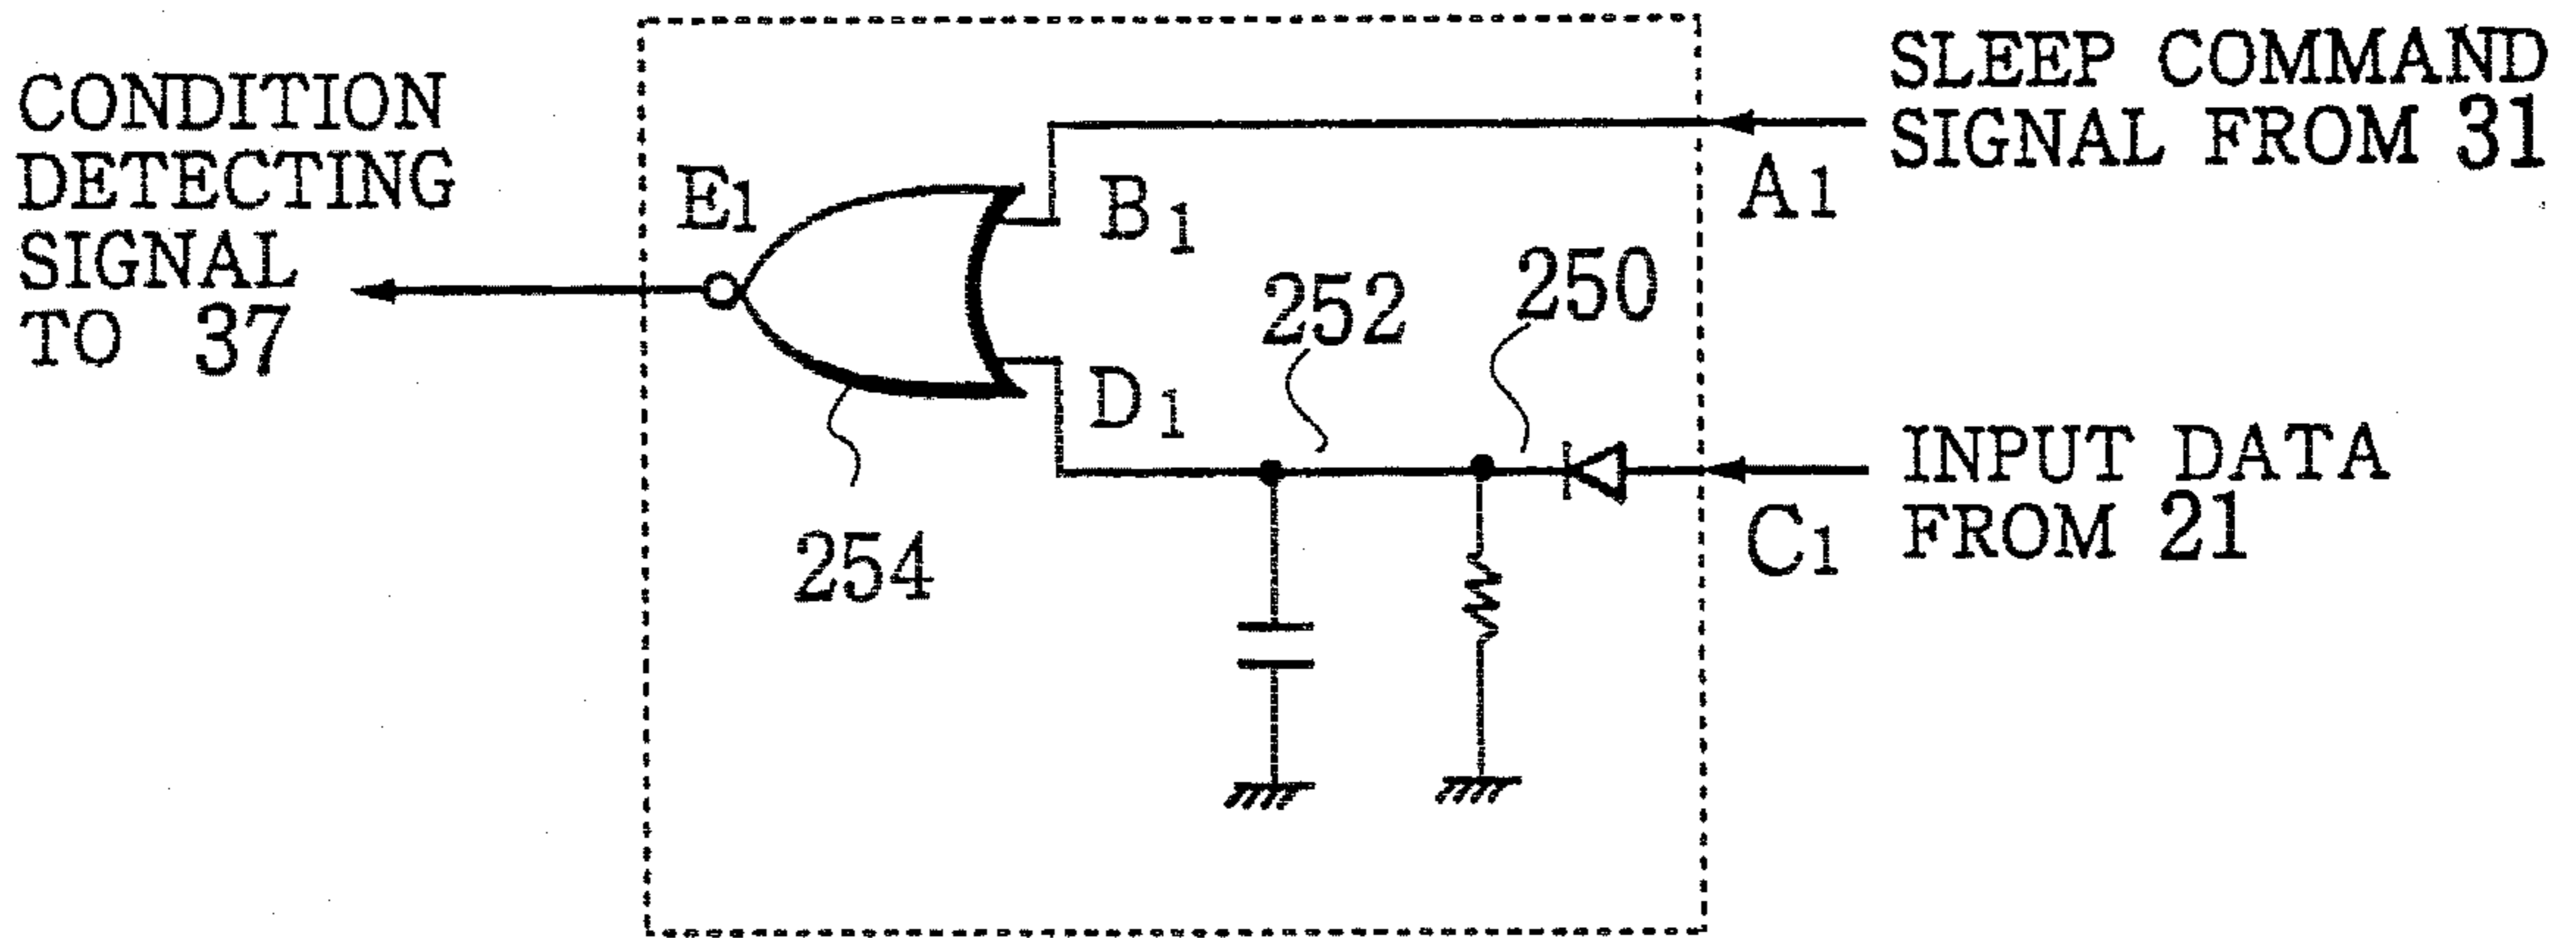 CONDITION
DETECTING
SIGNAL
TO 37
SLEEP COMMAND
SIGNAL FROM 31
E1
B1
A1
252
250
D1
254
C1
INPUT DATA
FROM 21